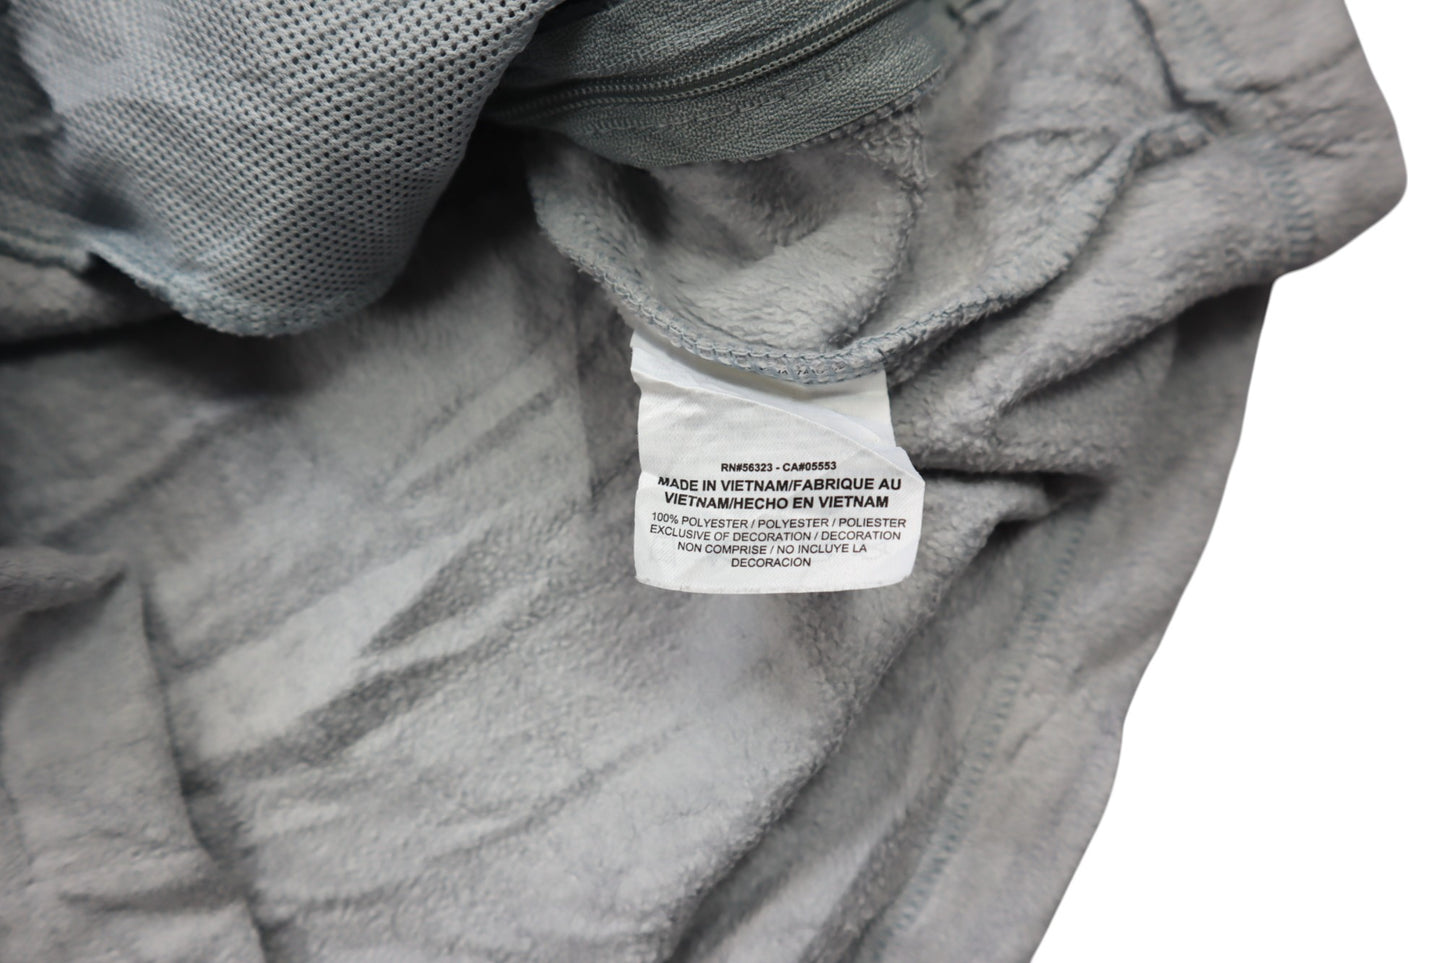 RN#56323 - CA#05553
MADE IN VIETNAM/FABRIQUE AU
VIETNAM/HECHO EN VIETNAM
100% POLYESTER / POLYESTER / POLIESTER
EXCLUSIVE OF DECORATION / DECORATION
NON COMPRISE / NO INCLUYE LA
DECORACION